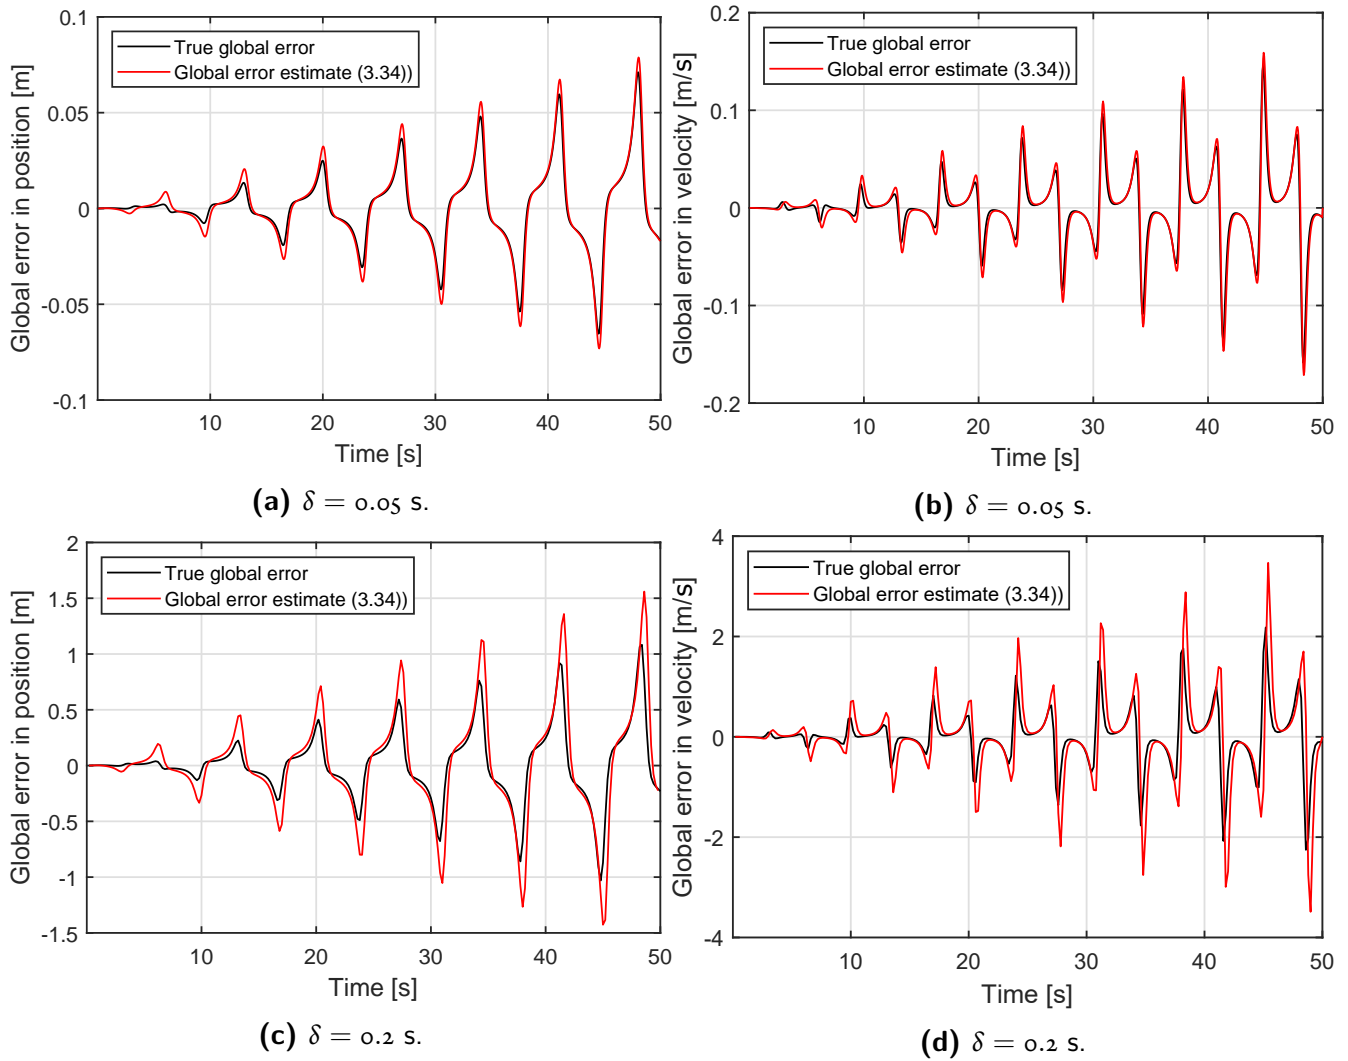 0.1
0.05
0
-0.05
-0.1
Global error in position [m]
True global error
Global error estimate (3.34))
10 20 30 40 50
Time [s]
(a) δ = 0.05 s.
0.2
0.1
0
-0.1
-0.2
Global error in velocity [m/s]
True global error
Global error estimate (3.34))
10 20 30 40 50
Time [s]
(b) δ = 0.05 s.
2
1.5
1
0.5
0
-0.5
-1
-1.5
Global error in position [m]
True global error
Global error estimate (3.34))
10 20 30 40 50
Time [s]
(c) δ = 0.2 s.
4
2
0
-2
-4
Global error in velocity [m/s]
True global error
Global error estimate (3.34))
10 20 30 40 50
Time [s]
(d) δ = 0.2 s.